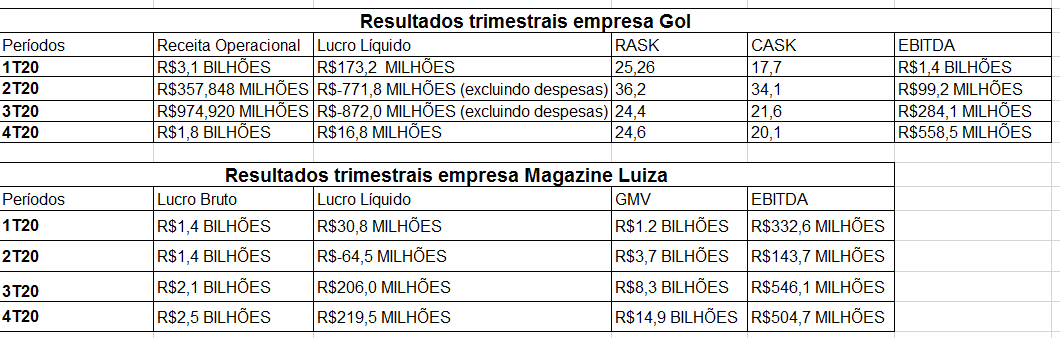 Resultados trimestrais empresa Gol
Períodos Receita Operacional Lucro Líquido RASK CASK EBITDA
1T20 R$3,1 BILHÕES R$173,2 MILHÕES 25,26 17,7 R$1,4 BILHÕES
2T20 R$357,848 MILHÕES R$-771,8 MILHÕES (excluindo despesas) 36,2 34,1 R$99,2 MILHÕES
3T20 R$974,920 MILHÕES R$-872,0 MILHÕES (excluindo despesas) 24,4 21,6 R$284,1 MILHÕES
4T20 R$1,8 BILHÕES R$16,8 MILHÕES 24,6 20,1 R$558,5 MILHÕES
Resultados trimestrais empresa Magazine Luiza
Períodos Lucro Bruto Lucro Líquido GMV EBITDA
1T20 R$1,4 BILHÕES R$30,8 MILHÕES R$1.2 BILHÕES R$332,6 MILHÕES
2T20 R$1,4 BILHÕES R$-64,5 MILHÕES R$3,7 BILHÕES R$143,7 MILHÕES
3T20 R$2,1 BILHÕES R$206,0 MILHÕES R$8,3 BILHÕES R$546,1 MILHÕES
4T20 R$2,5 BILHÕES R$219,5 MILHÕES R$14,9 BILHÕES R$504,7 MILHÕES